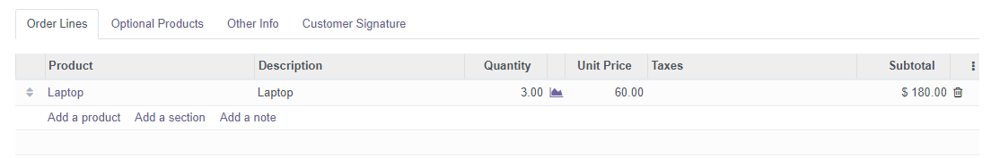 Order Lines Optional Products Other Info Customer Signature
Product Description Quantity Unit Price Taxes Subtotal
Laptop Laptop 3.00 60.00 $ 180.00
Add a product Add a section Add a note